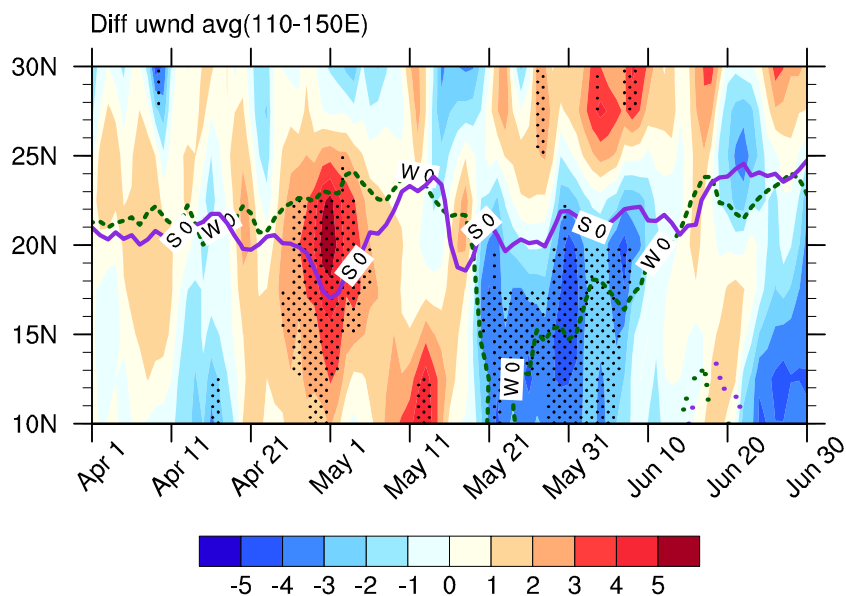 Diff uwnd avg(110-150E)
30N
25N
20N
15N
10N
W 0
S 0
W 0
S 0
S 0
S 0
W 0
W 0
Apr 1
Apr 11
Apr 21
May 1
May 11
May 21
May 31
Jun 10
Jun 20
Jun 30
-5 -4 -3 -2 -1 0 1 2 3 4 5